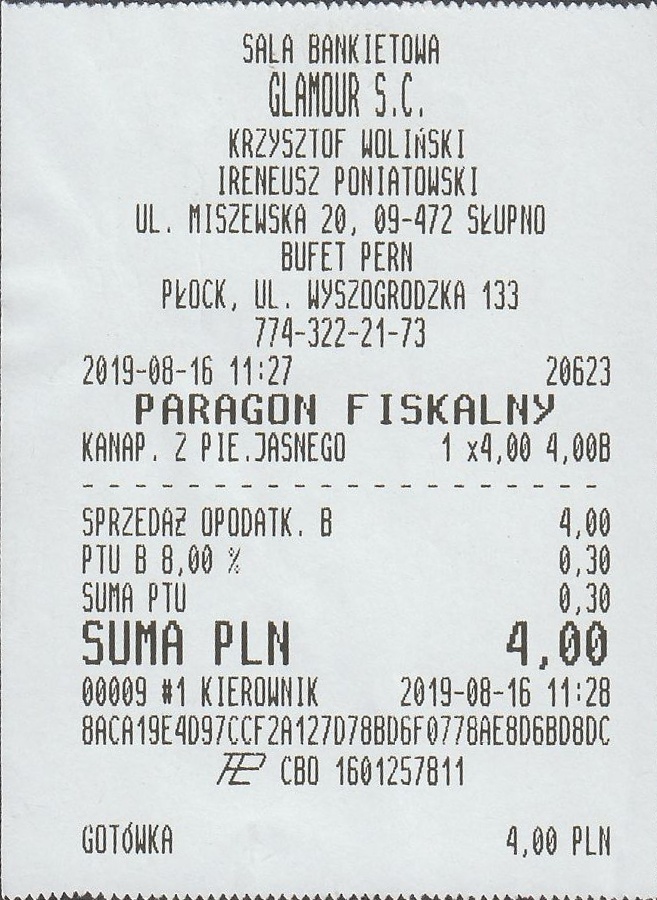 SALA BANKIETOWA
GLAMOUR S.C.
KRZYSZTOF WOLIŃSKI
IRENEUSZ PONIATOWSKI
UL. MISZEWSKA 20, 09-472 SŁUPNO
BUFET PERN
PŁOCK, UL. WYSZOGRODZKA 133
774-322-21-73
2019-08-16 11:27 20623
PARAGON FISKALNY
KANAP. Z PIE.JASNEGO 1 x4,00 4,00B
- - - - - - - - - - - - - - - - - - - -
SPRZEDAŻ OPODATK. B 4,00
PTU B 8,00 % 0,30
SUMA PTU 0,30
SUMA PLN 4,00
00009 #1 KIEROWNIK 2019-08-16 11:28
8ACA19E4D97CCF2A127D78BD6F0778AE8D6BD8DC
CBO 1601257811
GOTÓWKA 4,00 PLN